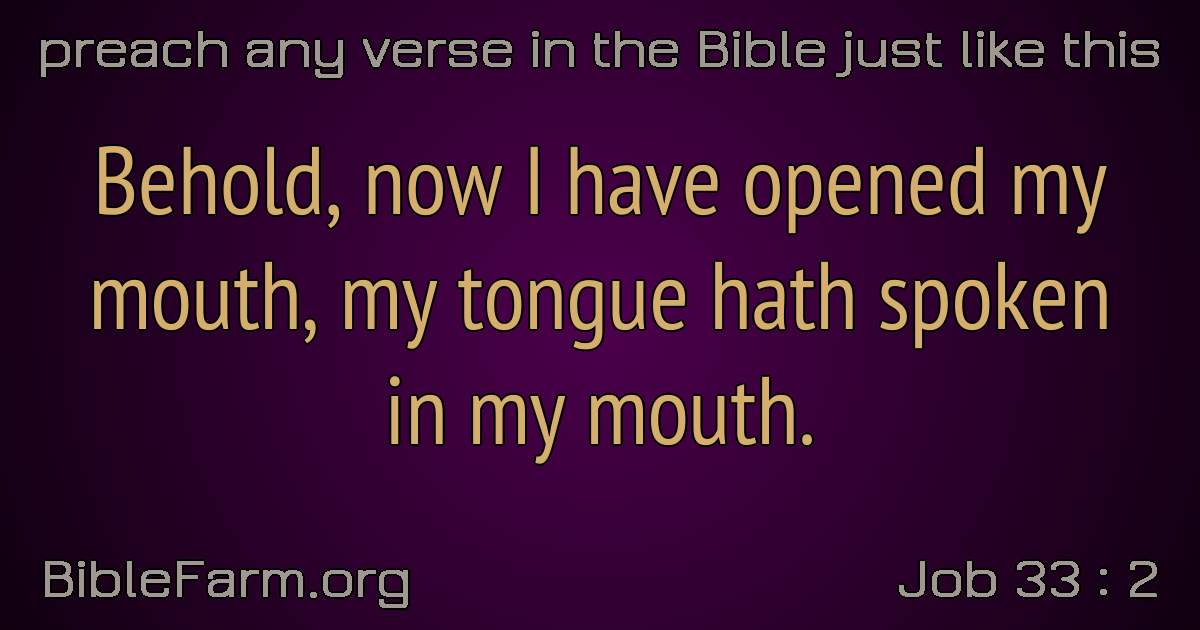 preach any verse in the Bible just like this
Behold, now I have opened my
mouth, my tongue hath spoken
in my mouth.
BibleFarm.org
Job 33 : 2